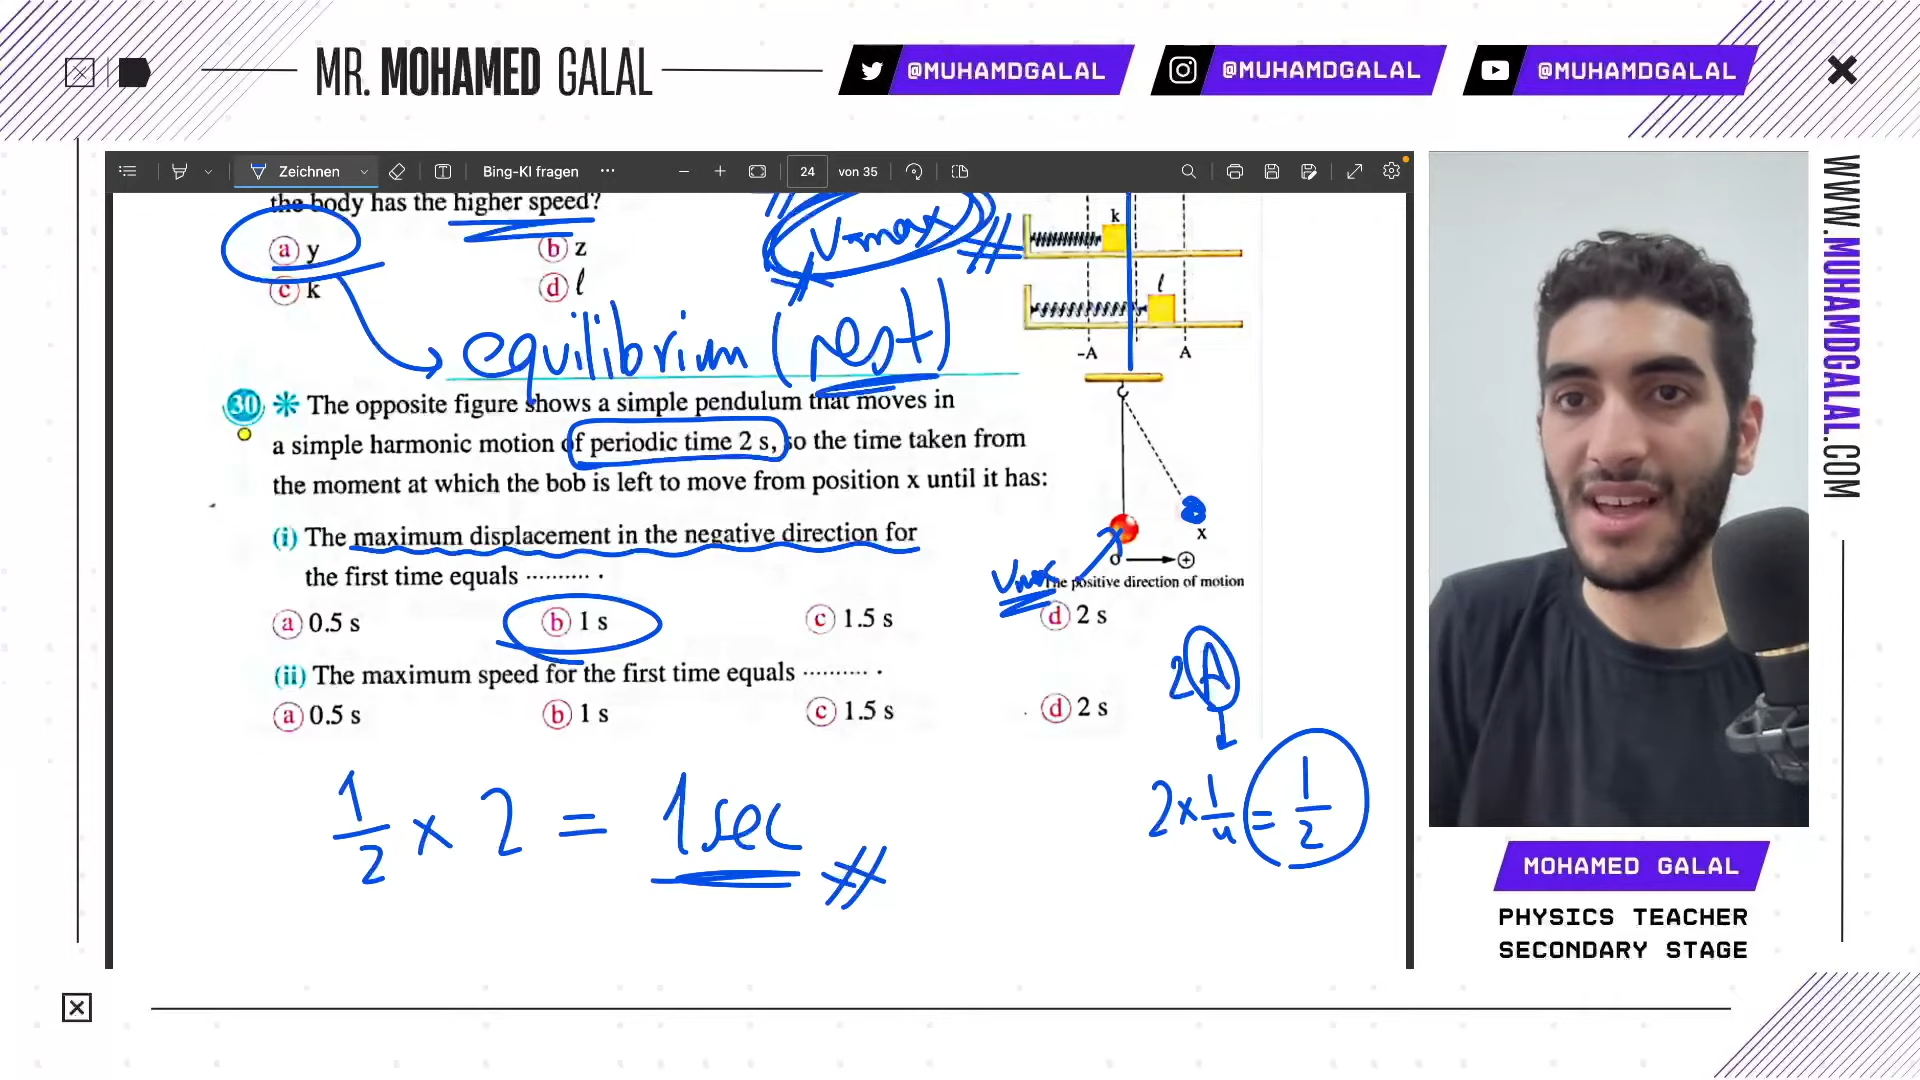 MR. MOHAMED GALAL
@MUHAMDGALAL
@MUHAMDGALAL
@MUHAMDGALAL
Zeichnen
Bing-KI fragen
24
von 35
the body has the higher speed?
a y
b z
c k
d ℓ
Vmax
equilibrium (rest)
k
ℓ
-A
A
30 * The opposite figure shows a simple pendulum that moves in
a simple harmonic motion of periodic time 2 s, so the time taken from
the moment at which the bob is left to move from position x until it has:
(i) The maximum displacement in the negative direction for
the first time equals .......... .
a 0.5 s
b 1 s
c 1.5 s
d 2 s
(ii) The maximum speed for the first time equals .......... .
a 0.5 s
b 1 s
c 1.5 s
d 2 s
x
o
+
The positive direction of motion
Vmax
2A
2 × 1/4 = 1/2
1/2 × 2 = 1 sec #
WWW.MUHAMDGALAL.COM
MOHAMED GALAL
PHYSICS TEACHER
SECONDARY STAGE